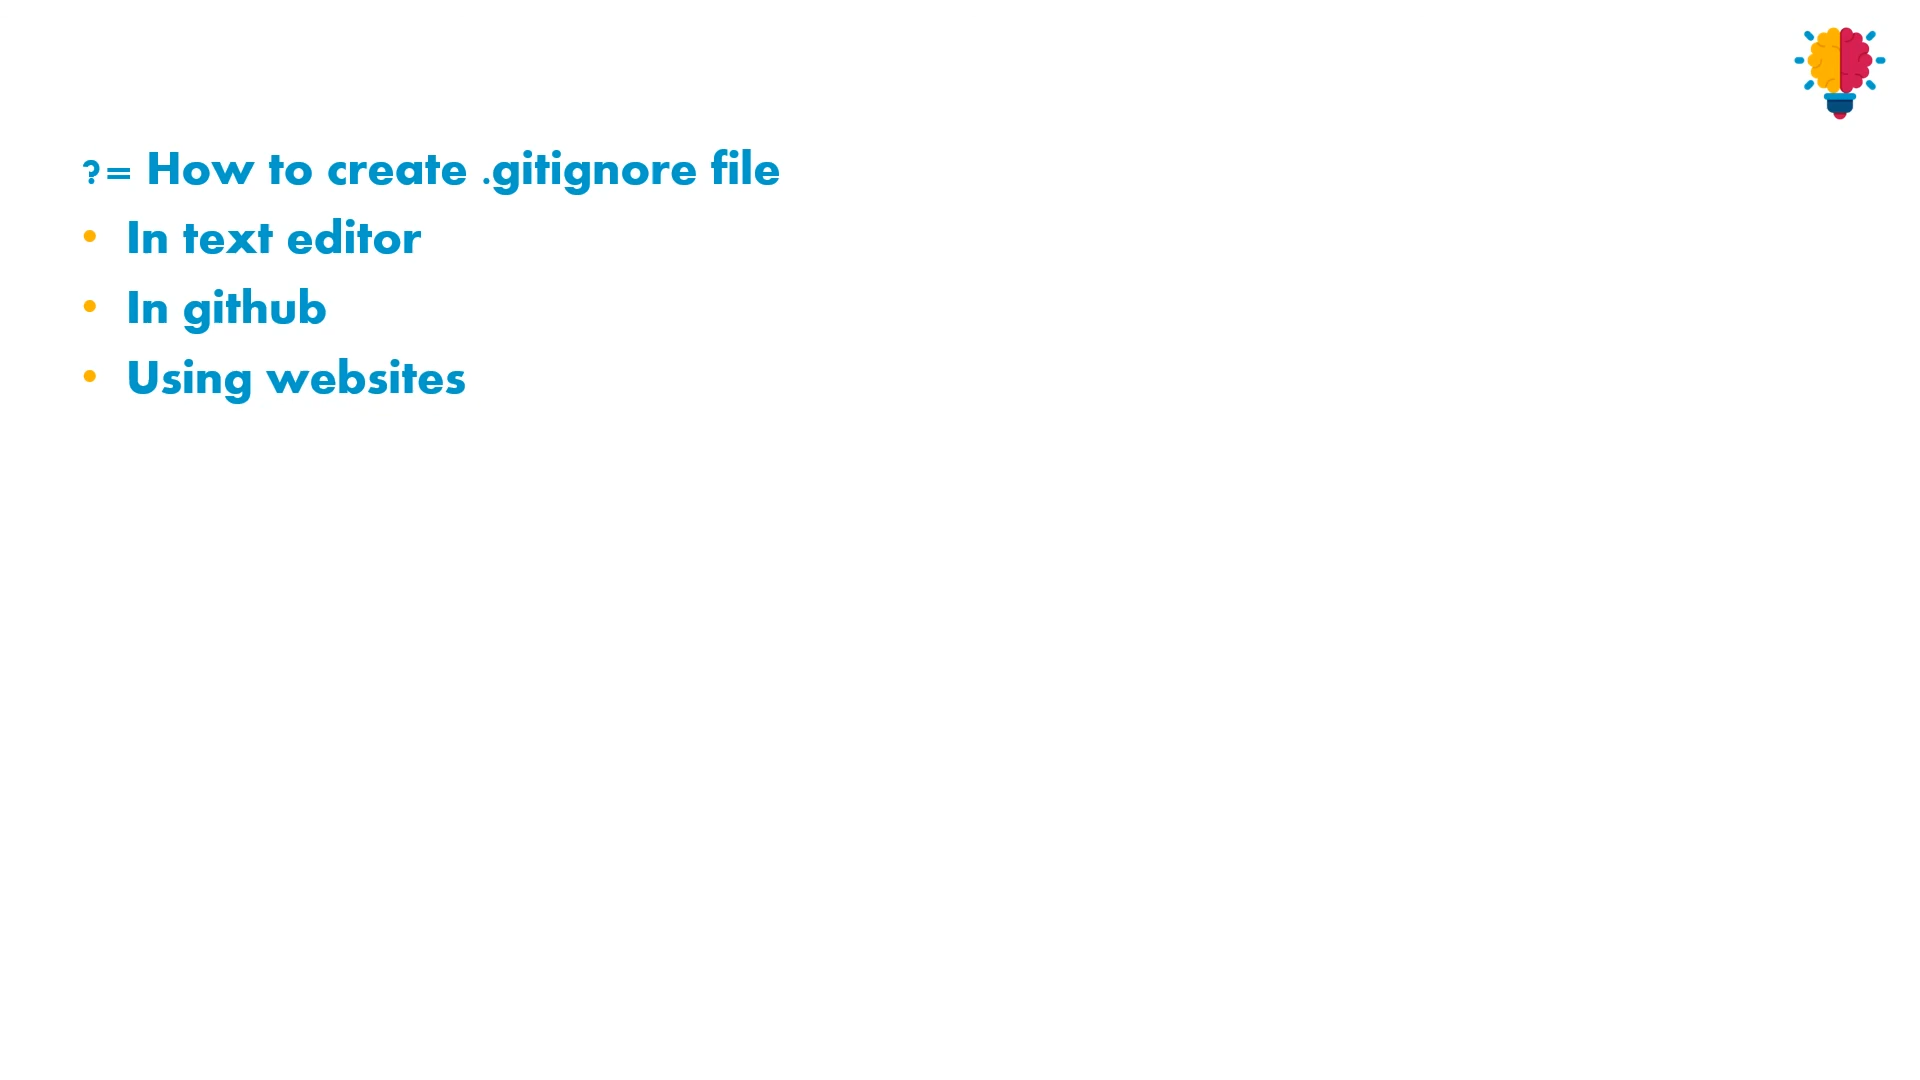 ?= How to create .gitignore file
• In text editor
• In github
• Using websites